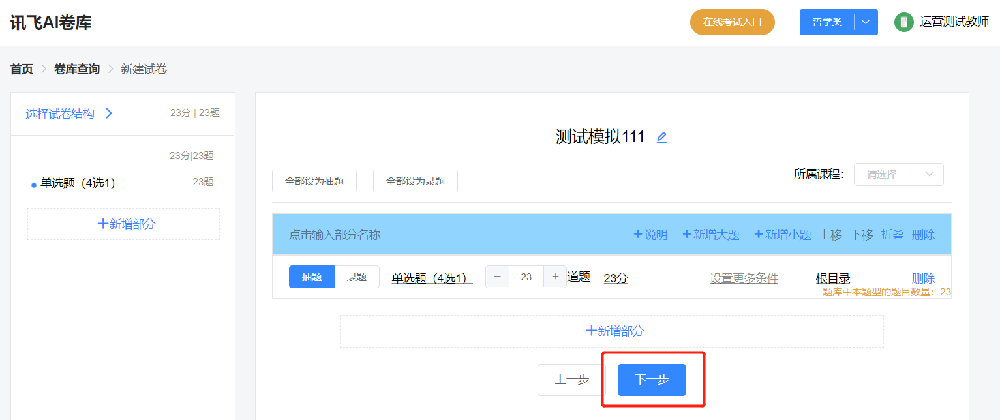 讯飞AI卷库
在线考试入口
哲学类
运营测试教师
首页 > 卷库查询 > 新建试卷
选择试卷结构 >
23分 | 23题
23分|23题
单选题（4选1）
23题
+新增部分
测试模拟111
全部设为抽题
全部设为录题
所属课程：
请选择
点击输入部分名称
+说明
+新增大题
+新增小题
上移
下移
折叠
删除
抽题
录题
单选题（4选1）
− 23 + 道题
23分
设置更多条件
根目录
删除
题库中本题型的题目数量：23
+新增部分
上一步
下一步